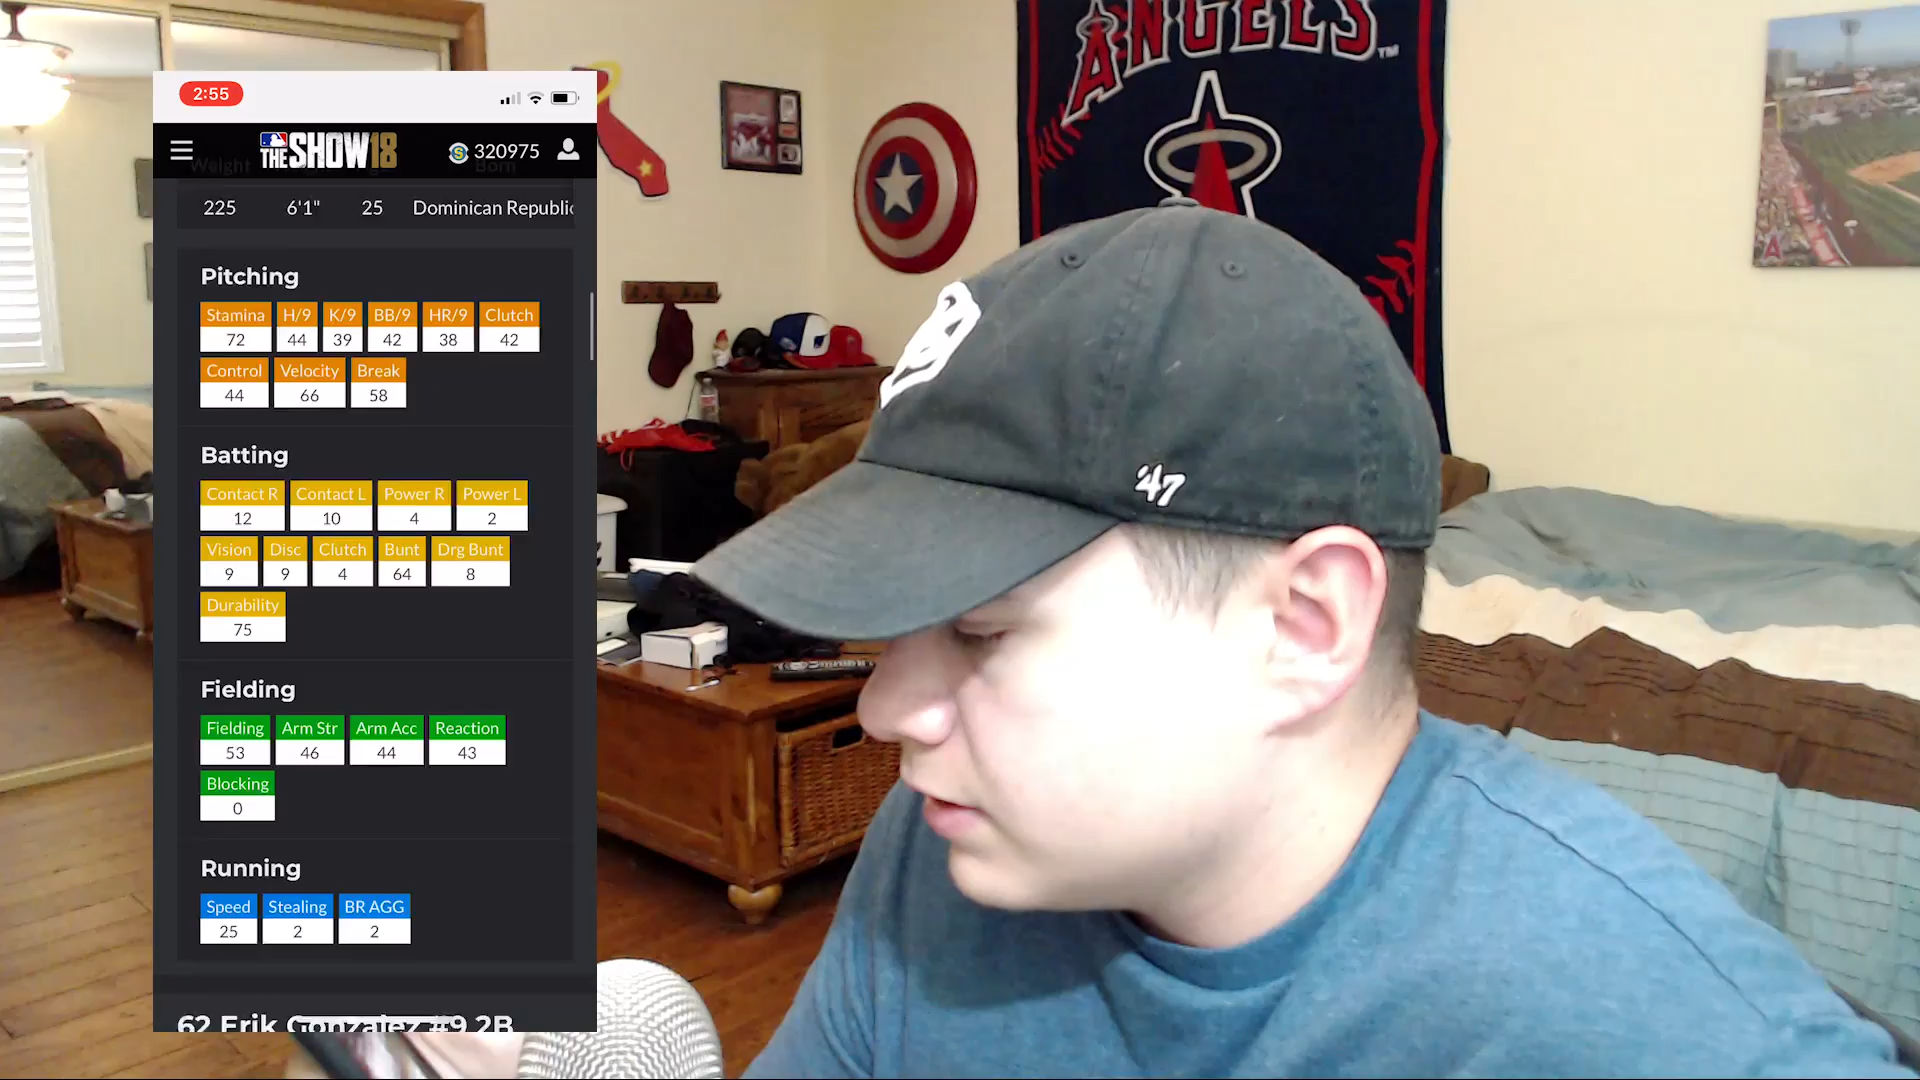 2:55
THE SHOW 18
320975
Weight
Born
225 6'1" 25 Dominican Republic
Pitching
Stamina H/9 K/9 BB/9 HR/9 Clutch
72 44 39 42 38 42
Control Velocity Break
44 66 58
Batting
Contact R Contact L Power R Power L
12 10 4 2
Vision Disc Clutch Bunt Drg Bunt
9 9 4 64 8
Durability
75
Fielding
Fielding Arm Str Arm Acc Reaction
53 46 44 43
Blocking
0
Running
Speed Stealing BR AGG
25 2 2
62 Erik Gonzalez #9 2B
ANGELS TM
'47